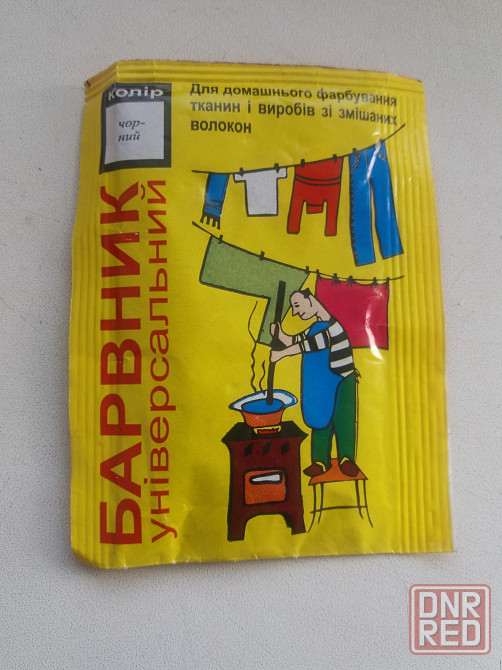 Колір
чор-
ний
Для домашнього фарбування
тканин і виробів зі змішаних
волокон
БАРВНИК
універсальний
DNR
RED